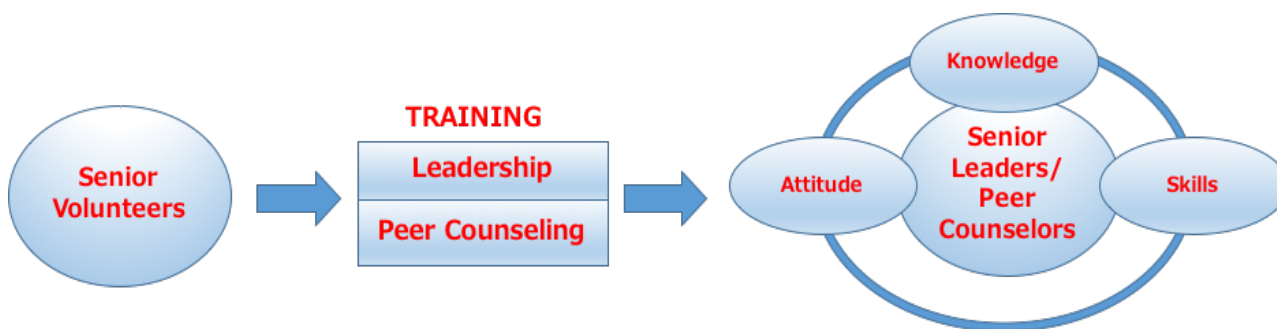 Senior
Volunteers
TRAINING
Leadership
Peer Counseling
Knowledge
Attitude
Senior
Leaders/
Peer
Counselors
Skills